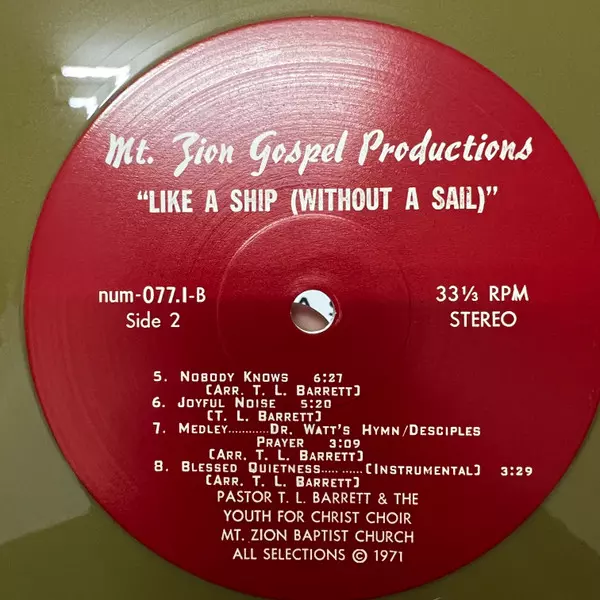 Mt. Zion Gospel Productions
“LIKE A SHIP (WITHOUT A SAIL)”
num-077.1-B
Side 2
33⅓ RPM
STEREO
5. NOBODY KNOWS 6:27
[ARR. T. L. BARRETT]
6. JOYFUL NOISE 5:20
[T. L. BARRETT]
7. MEDLEY............DR. WATT'S HYMN/DESCIPLES
PRAYER 3:09
[ARR. T. L. BARRETT]
8. BLESSED QUIETNESS..... ......[INSTRUMENTAL] 3:29
[ARR. T. L. BARRETT]
PASTOR T. L. BARRETT & THE
YOUTH FOR CHRIST CHOIR
MT. ZION BAPTIST CHURCH
ALL SELECTIONS © 1971